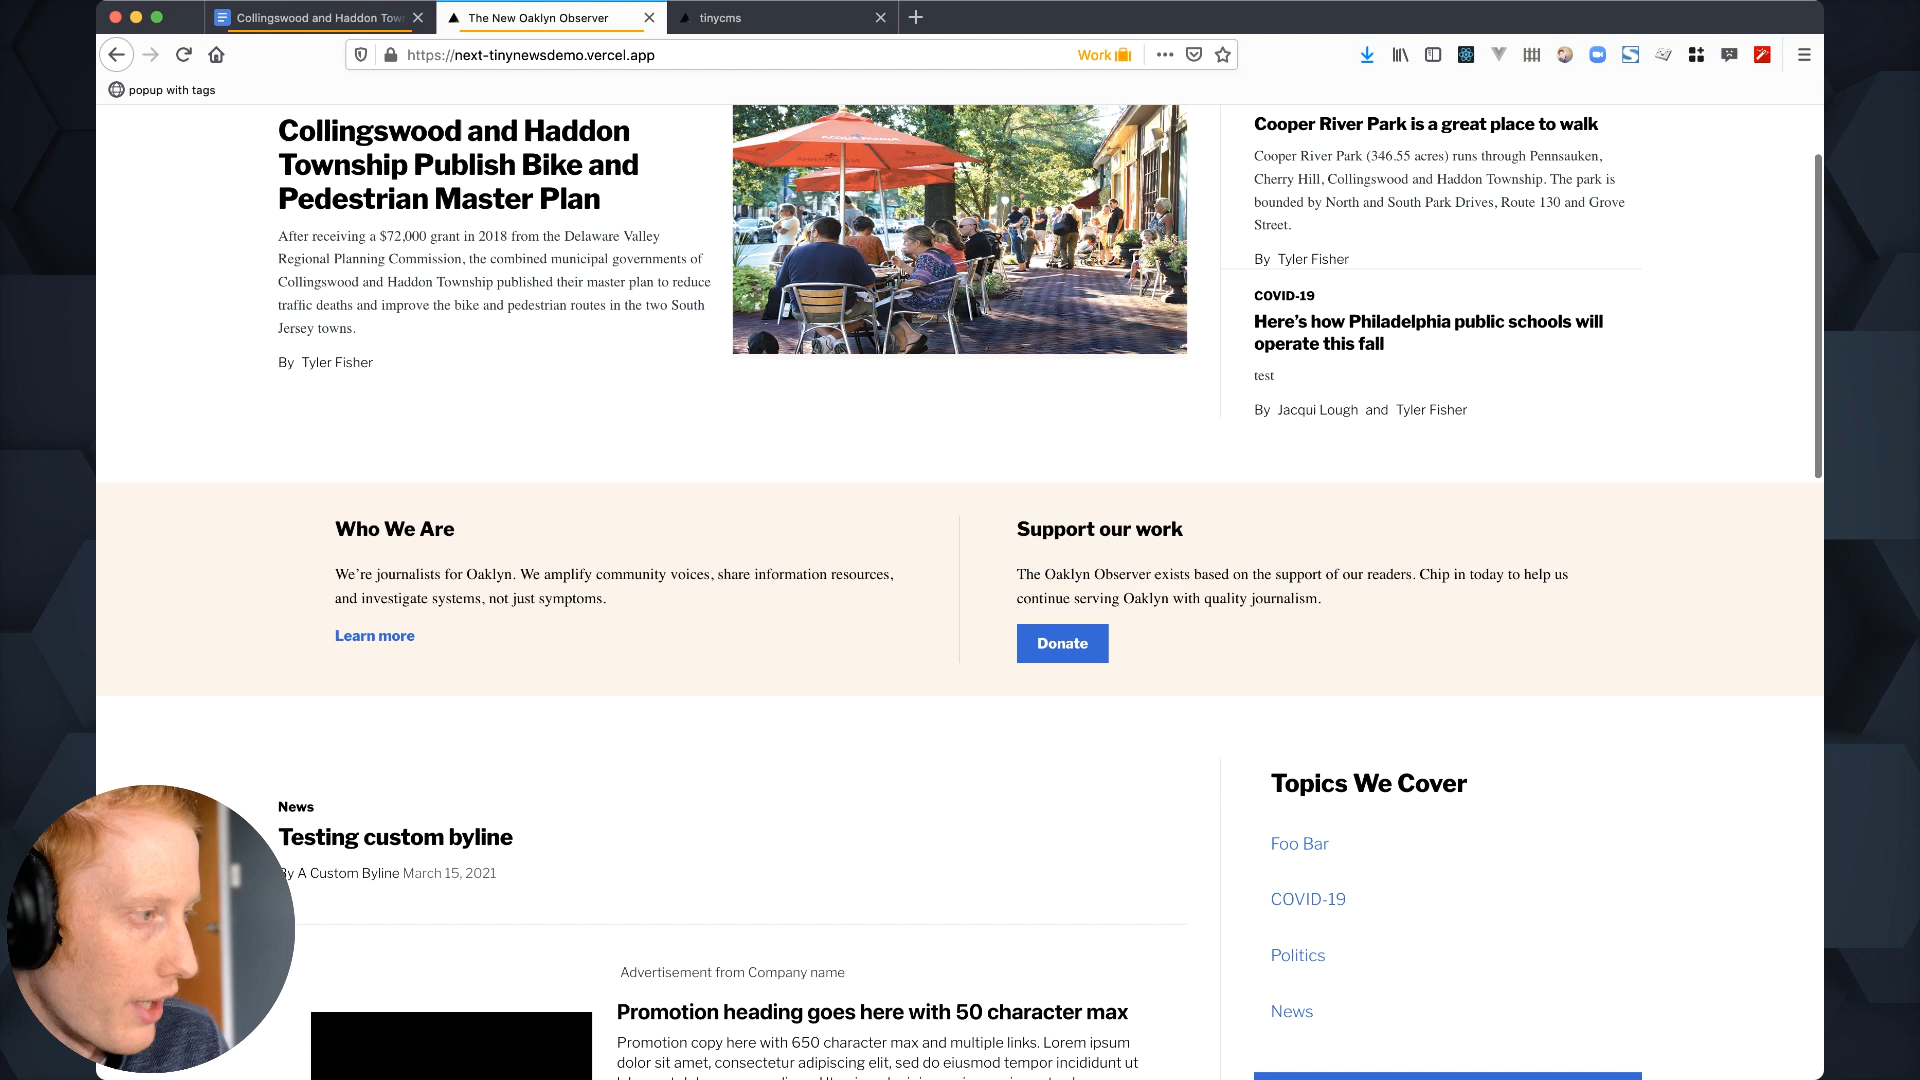 Collingswood and Haddon Tow
The New Oaklyn Observer
tinycms
https://next-tinynewsdemo.vercel.app
Work
popup with tags
Collingswood and Haddon
Township Publish Bike and
Pedestrian Master Plan
After receiving a $72,000 grant in 2018 from the Delaware Valley
Regional Planning Commission, the combined municipal governments of
Collingswood and Haddon Township published their master plan to reduce
traffic deaths and improve the bike and pedestrian routes in the two South
Jersey towns.
By Tyler Fisher
Cooper River Park is a great place to walk
Cooper River Park (346.55 acres) runs through Pennsauken,
Cherry Hill, Collingswood and Haddon Township. The park is
bounded by North and South Park Drives, Route 130 and Grove
Street.
By Tyler Fisher
COVID-19
Here’s how Philadelphia public schools will
operate this fall
test
By Jacqui Lough and Tyler Fisher
Who We Are
We’re journalists for Oaklyn. We amplify community voices, share information resources,
and investigate systems, not just symptoms.
Learn more
Support our work
The Oaklyn Observer exists based on the support of our readers. Chip in today to help us
continue serving Oaklyn with quality journalism.
Donate
News
Testing custom byline
By A Custom Byline March 15, 2021
Advertisement from Company name
Promotion heading goes here with 50 character max
Promotion copy here with 650 character max and multiple links. Lorem ipsum
dolor sit amet, consectetur adipiscing elit, sed do eiusmod tempor incididunt ut
Topics We Cover
Foo Bar
COVID-19
Politics
News